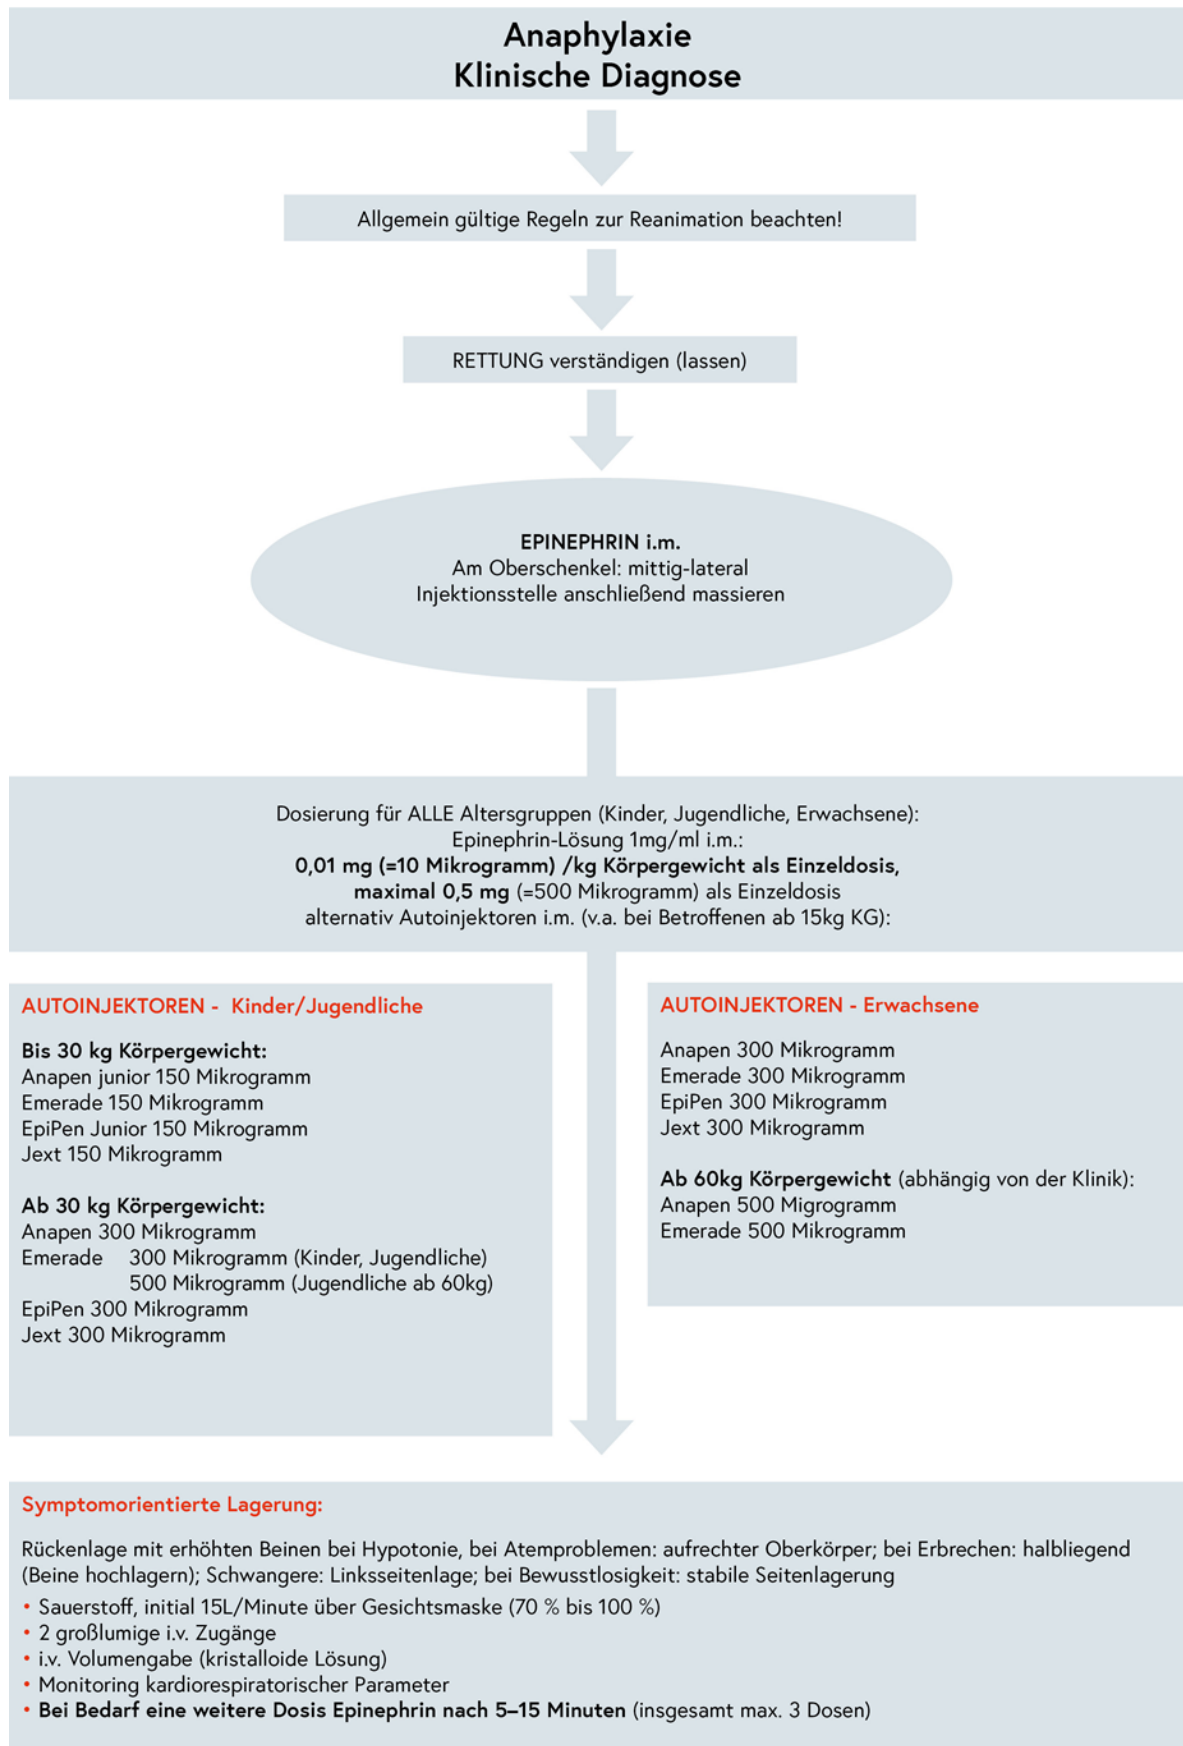 Anaphylaxie
Klinische Diagnose
Allgemein gültige Regeln zur Reanimation beachten!
RETTUNG verständigen (lassen)
EPINEPHRIN i.m.
Am Oberschenkel: mittig-lateral
Injektionsstelle anschließend massieren
Dosierung für ALLE Altersgruppen (Kinder, Jugendliche, Erwachsene):
Epinephrin-Lösung 1mg/ml i.m.:
0,01 mg (=10 Mikrogramm) /kg Körpergewicht als Einzeldosis,
maximal 0,5 mg (=500 Mikrogramm) als Einzeldosis
alternativ Autoinjektoren i.m. (v.a. bei Betroffenen ab 15kg KG):
AUTOINJEKTOREN - Kinder/Jugendliche
Bis 30 kg Körpergewicht:
Anapen junior 150 Mikrogramm
Emerade 150 Mikrogramm
EpiPen Junior 150 Mikrogramm
Jext 150 Mikrogramm
Ab 30 kg Körpergewicht:
Anapen 300 Mikrogramm
Emerade 300 Mikrogramm (Kinder, Jugendliche)
500 Mikrogramm (Jugendliche ab 60kg)
EpiPen 300 Mikrogramm
Jext 300 Mikrogramm
AUTOINJEKTOREN - Erwachsene
Anapen 300 Mikrogramm
Emerade 300 Mikrogramm
EpiPen 300 Mikrogramm
Jext 300 Mikrogramm
Ab 60kg Körpergewicht (abhängig von der Klinik):
Anapen 500 Migrogramm
Emerade 500 Mikrogramm
Symptomorientierte Lagerung:
Rückenlage mit erhöhten Beinen bei Hypotonie, bei Atemproblemen: aufrechter Oberkörper; bei Erbrechen: halbliegend
(Beine hochlagern); Schwangere: Linksseitenlage; bei Bewusstlosigkeit: stabile Seitenlagerung
• Sauerstoff, initial 15L/Minute über Gesichtsmaske (70 % bis 100 %)
• 2 großlumige i.v. Zugänge
• i.v. Volumengabe (kristalloide Lösung)
• Monitoring kardiorespiratorischer Parameter
• Bei Bedarf eine weitere Dosis Epinephrin nach 5–15 Minuten (insgesamt max. 3 Dosen)